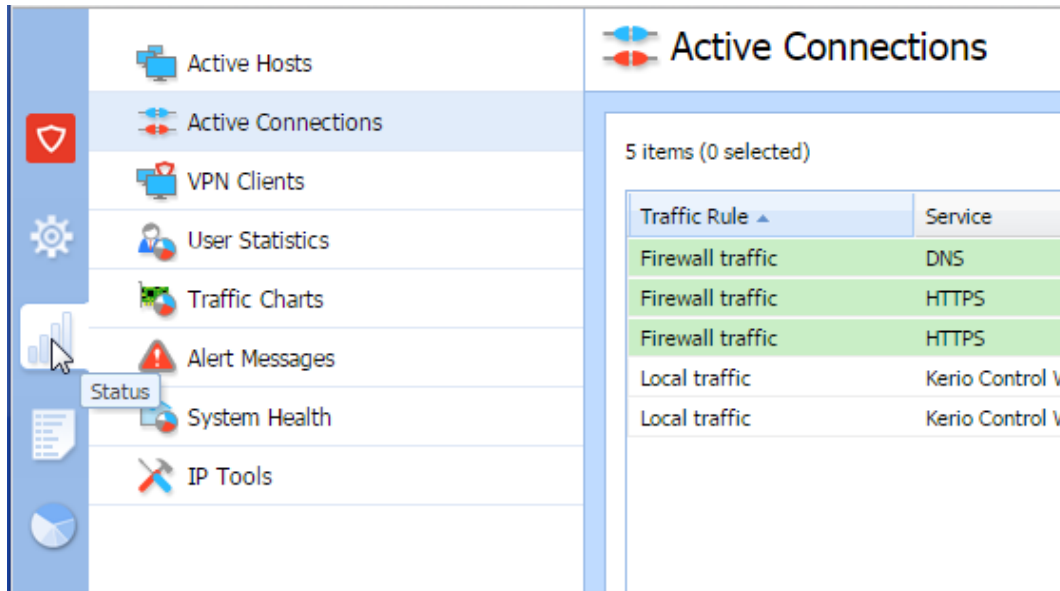 Active Hosts
Active Connections
VPN Clients
User Statistics
Traffic Charts
Alert Messages
Status
System Health
IP Tools
Active Connections
5 items (0 selected)
Traffic Rule Service
Firewall traffic DNS
Firewall traffic HTTPS
Firewall traffic HTTPS
Local traffic Kerio Control
Local traffic Kerio Control